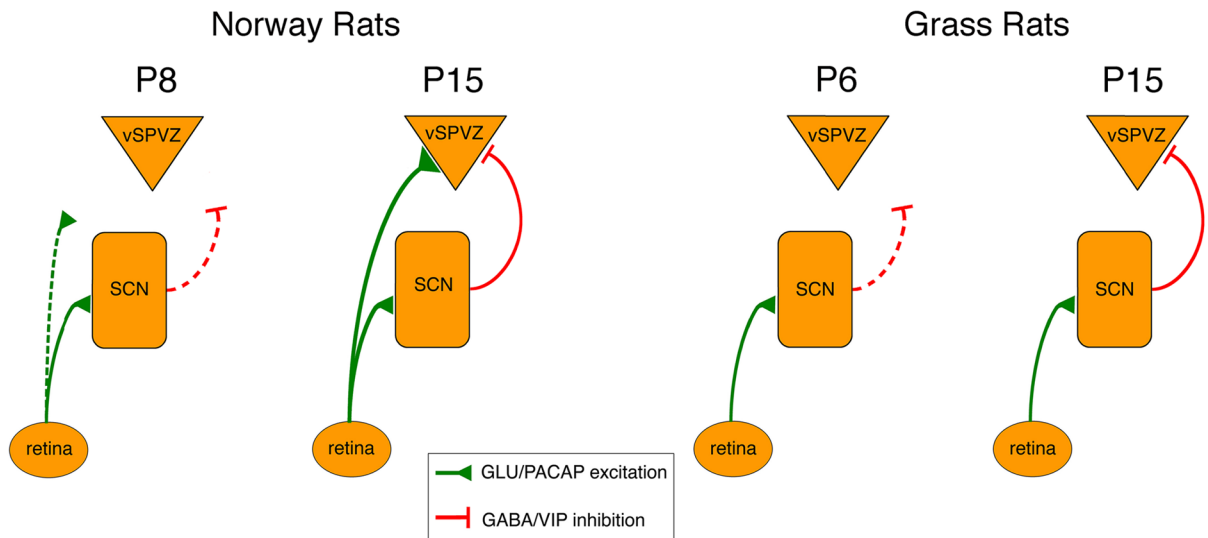 Norway Rats
Grass Rats
P8
P15
P6
P15
vSPVZ
vSPVZ
vSPVZ
vSPVZ
SCN
SCN
SCN
SCN
retina
retina
retina
retina
GLU/PACAP excitation
GABA/VIP inhibition